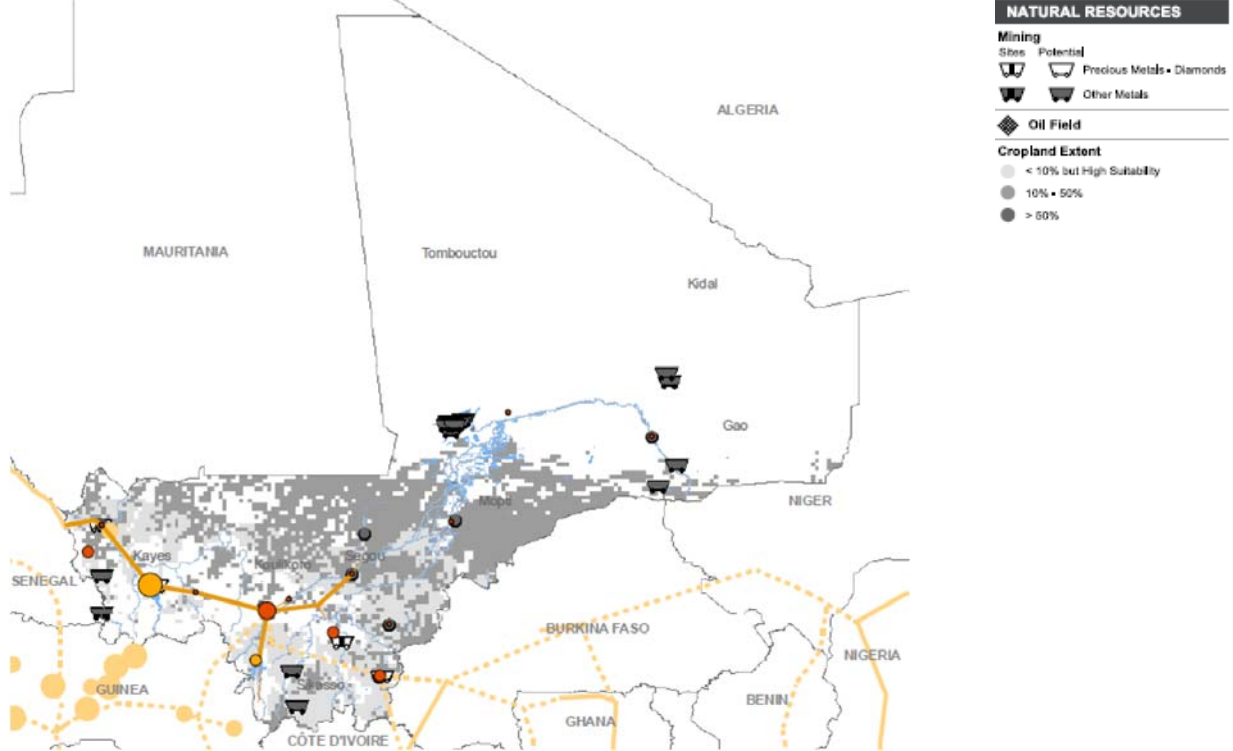 NATURAL RESOURCES
Mining
Sites Potential
Precious Metals • Diamonds
Other Metals
Oil Field
Cropland Extent
< 10% but High Suitability
10% • 50%
> 50%
ALGERIA
MAURITANIA
Tombouctou
Kidal
Gao
Mopti
NIGER
Kayes
Koulikoro
Segou
SENEGAL
BURKINA FASO
NIGERIA
Sikasso
GUINEA
BENIN
GHANA
CÔTE D'IVOIRE